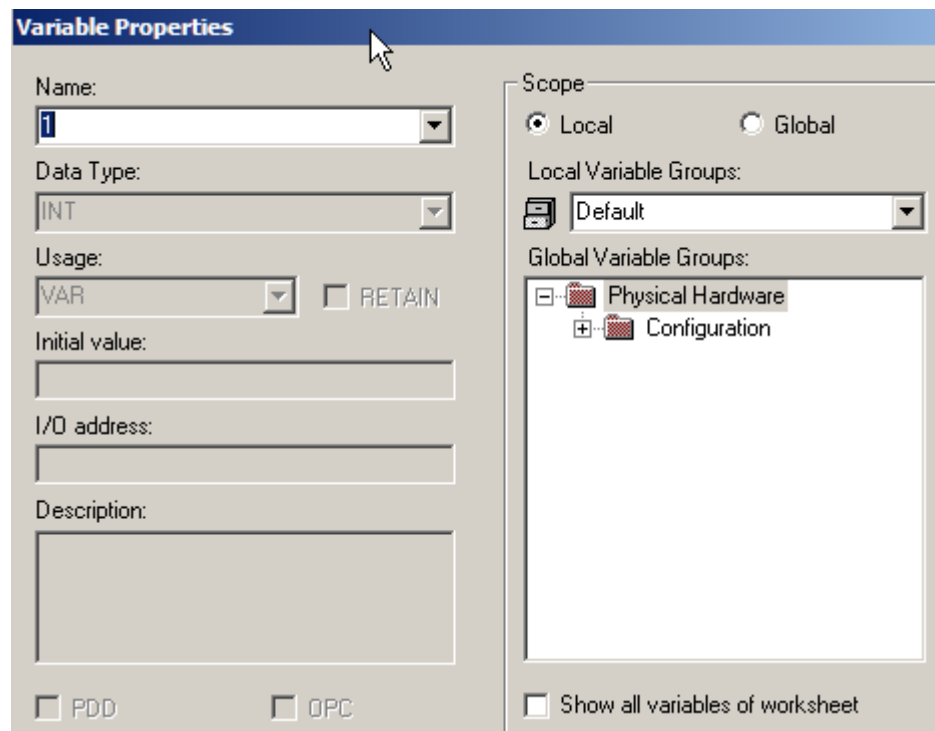 Variable Properties
Name:
1
Data Type:
INT
Usage:
VAR
RETAIN
Initial value:
I/O address:
Description:
PDD
OPC
Scope
Local
Global
Local Variable Groups:
Default
Global Variable Groups:
Physical Hardware
Configuration
Show all variables of worksheet